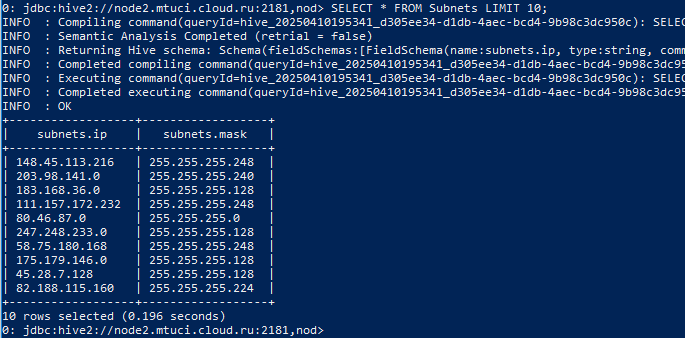 0: jdbc:hive2://node2.mtuci.cloud.ru:2181,nod> SELECT * FROM Subnets LIMIT 10;
INFO  : Compiling command(queryId=hive_20250410195341_d305ee34-d1db-4aec-bcd4-9b98c3dc950c): SELEC
INFO  : Semantic Analysis Completed (retrial = false)
INFO  : Returning Hive schema: Schema(fieldSchemas:[FieldSchema(name:subnets.ip, type:string, comm
INFO  : Completed compiling command(queryId=hive_20250410195341_d305ee34-d1db-4aec-bcd4-9b98c3dc95
INFO  : Executing command(queryId=hive_20250410195341_d305ee34-d1db-4aec-bcd4-9b98c3dc950c): SELEC
INFO  : Completed executing command(queryId=hive_20250410195341_d305ee34-d1db-4aec-bcd4-9b98c3dc95
INFO  : OK
+------------------+------------------+
|    subnets.ip    |   subnets.mask   |
+------------------+------------------+
| 148.45.113.216   | 255.255.255.248  |
| 203.98.141.0     | 255.255.255.240  |
| 183.168.36.0     | 255.255.255.128  |
| 111.157.172.232  | 255.255.255.248  |
| 80.46.87.0       | 255.255.255.0    |
| 247.248.233.0    | 255.255.255.128  |
| 58.75.180.168    | 255.255.255.248  |
| 175.179.146.0    | 255.255.255.128  |
| 45.28.7.128      | 255.255.255.128  |
| 82.188.115.160   | 255.255.255.224  |
+------------------+------------------+
10 rows selected (0.196 seconds)
0: jdbc:hive2://node2.mtuci.cloud.ru:2181,nod>